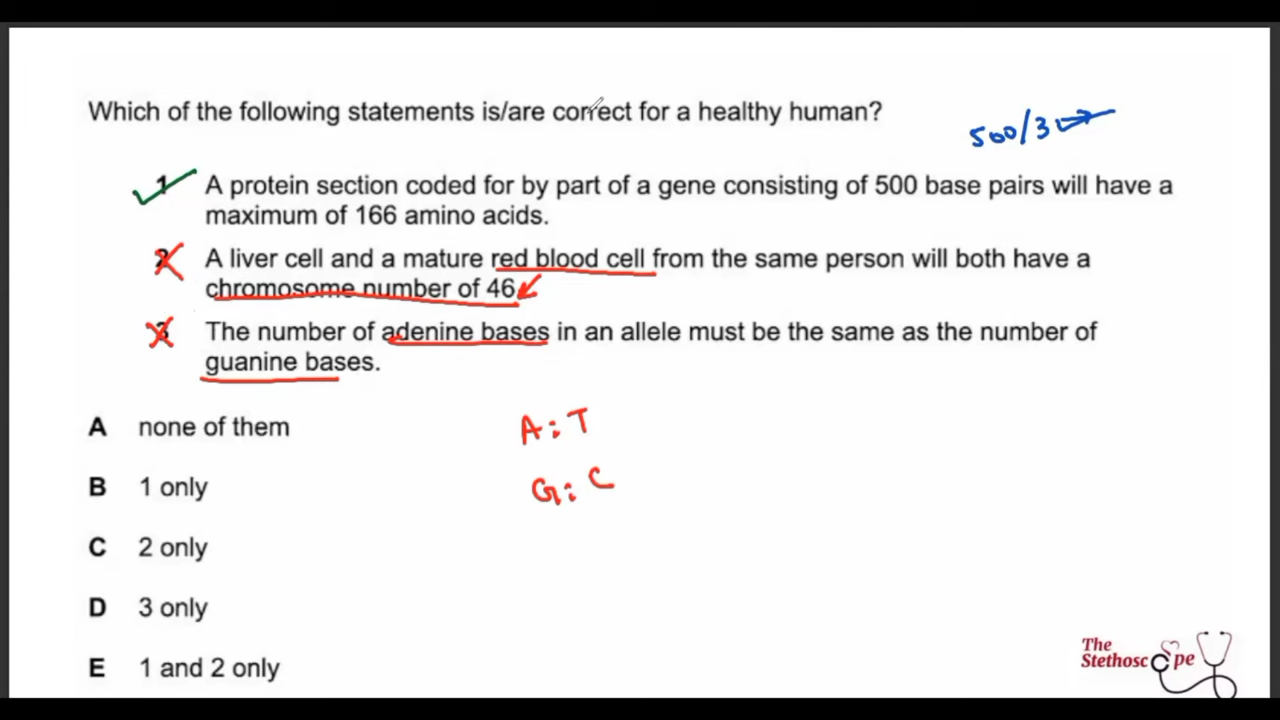 Which of the following statements is/are correct for a healthy human?
500/3
1 A protein section coded for by part of a gene consisting of 500 base pairs will have a
maximum of 166 amino acids.
2 A liver cell and a mature red blood cell from the same person will both have a
chromosome number of 46.
3 The number of adenine bases in an allele must be the same as the number of
guanine bases.
A none of them
A : T
B 1 only
G : C
C 2 only
D 3 only
E 1 and 2 only
The
Stethoscope